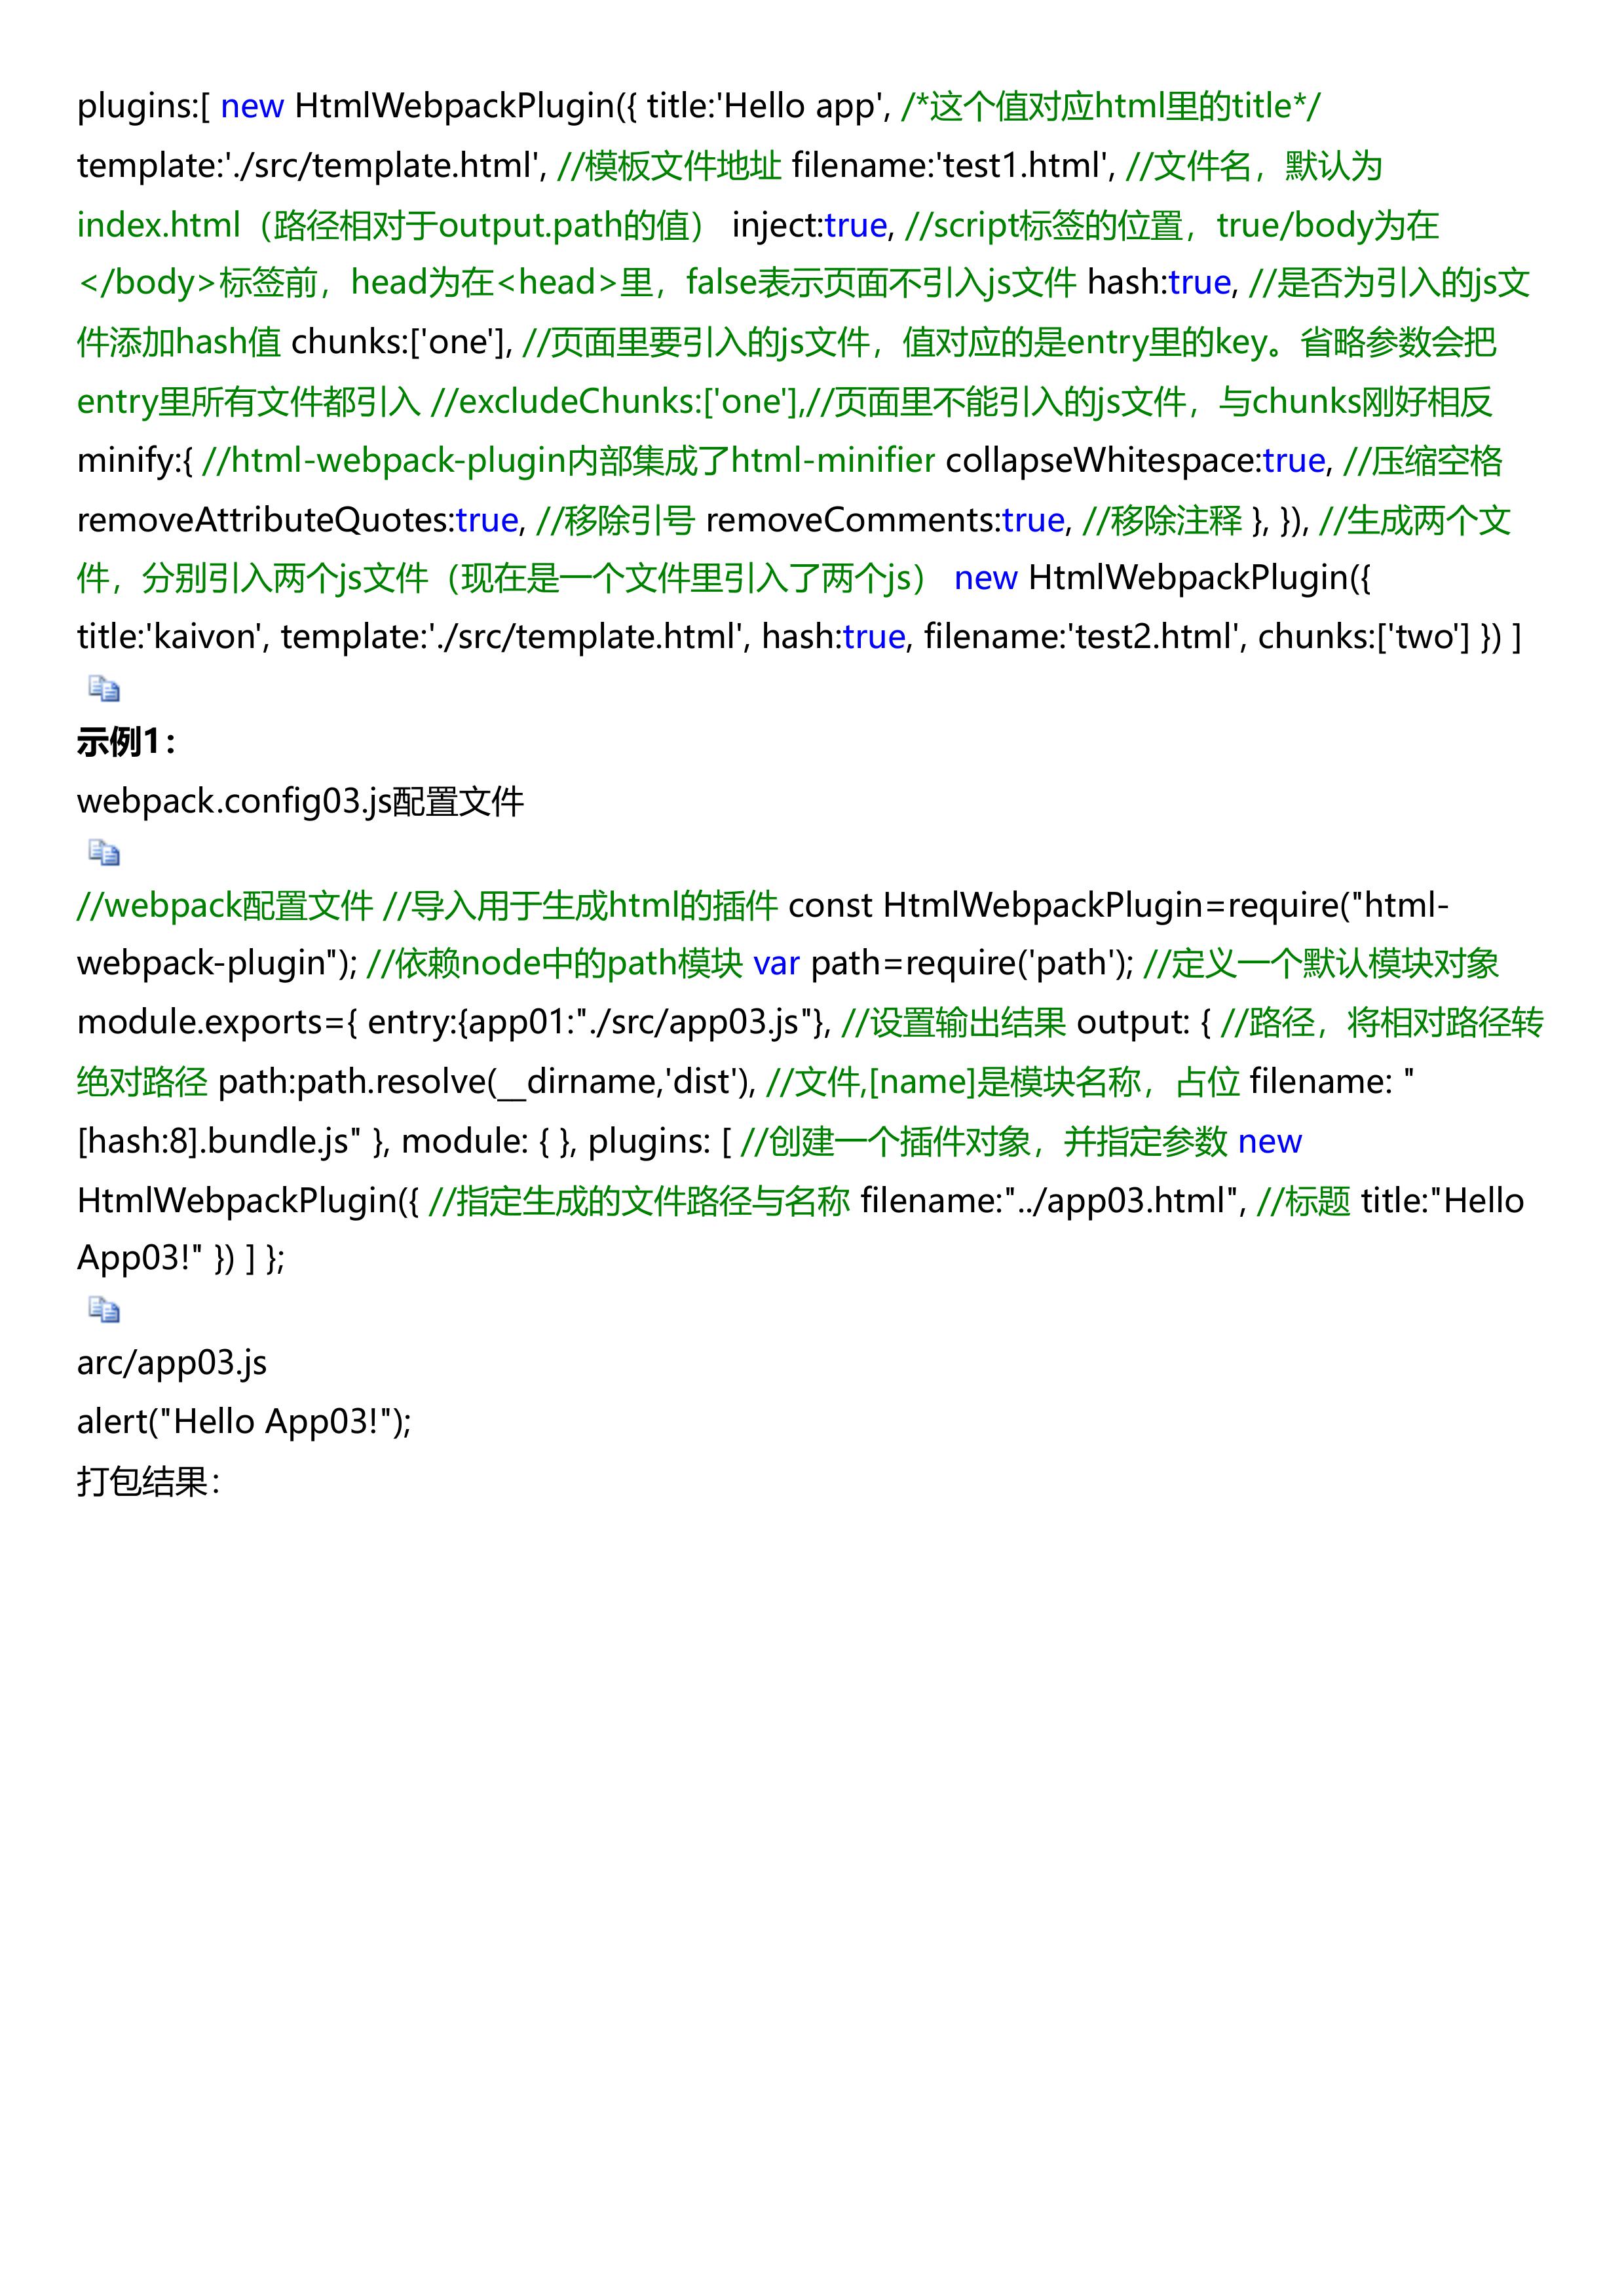 plugins:[ new HtmlWebpackPlugin({ title:'Hello app', /*这个值对应html里的title*/
template:'./src/template.html', //模板文件地址 filename:'test1.html', //文件名，默认为
index.html（路径相对于output.path的值） inject:true, //script标签的位置，true/body为在
</body>标签前，head为在<head>里，false表示页面不引入js文件 hash:true, //是否为引入的js文
件添加hash值 chunks:['one'], //页面里要引入的js文件，值对应的是entry里的key。省略参数会把
entry里所有文件都引入 //excludeChunks:['one'],//页面里不能引入的js文件，与chunks刚好相反
minify:{ //html-webpack-plugin内部集成了html-minifier collapseWhitespace:true, //压缩空格
removeAttributeQuotes:true, //移除引号 removeComments:true, //移除注释 }, }), //生成两个文
件，分别引入两个js文件（现在是一个文件里引入了两个js） new HtmlWebpackPlugin({
title:'kaivon', template:'./src/template.html', hash:true, filename:'test2.html', chunks:['two'] }) ]
示例1：
webpack.config03.js配置文件
//webpack配置文件 //导入用于生成html的插件 const HtmlWebpackPlugin=require("html-
webpack-plugin"); //依赖node中的path模块 var path=require('path'); //定义一个默认模块对象
module.exports={ entry:{app01:"./src/app03.js"}, //设置输出结果 output: { //路径，将相对路径转
绝对路径 path:path.resolve(__dirname,'dist'), //文件,[name]是模块名称，占位 filename: "
[hash:8].bundle.js" }, module: { }, plugins: [ //创建一个插件对象，并指定参数 new
HtmlWebpackPlugin({ //指定生成的文件路径与名称 filename:"../app03.html", //标题 title:"Hello
App03!" }) ] };
arc/app03.js
alert("Hello App03!");
打包结果：